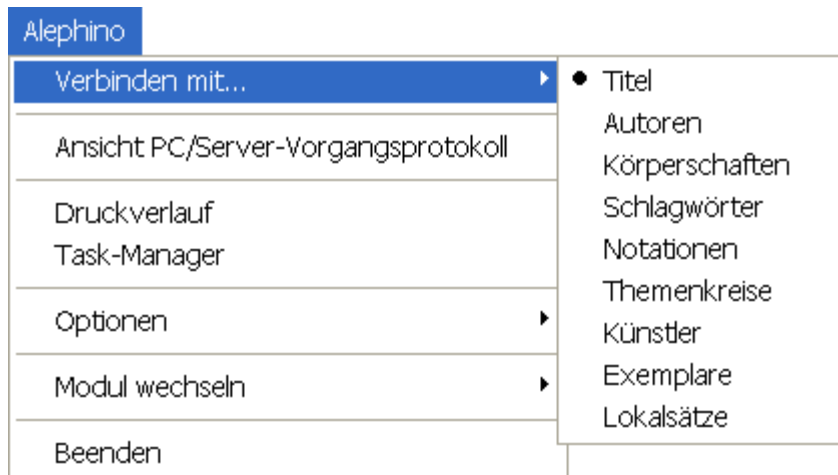 Alephino
Verbinden mit...
Ansicht PC/Server-Vorgangsprotokoll
Druckverlauf
Task-Manager
Optionen
Modul wechseln
Beenden
Titel
Autoren
Körperschaften
Schlagwörter
Notationen
Themenkreise
Künstler
Exemplare
Lokalsätze